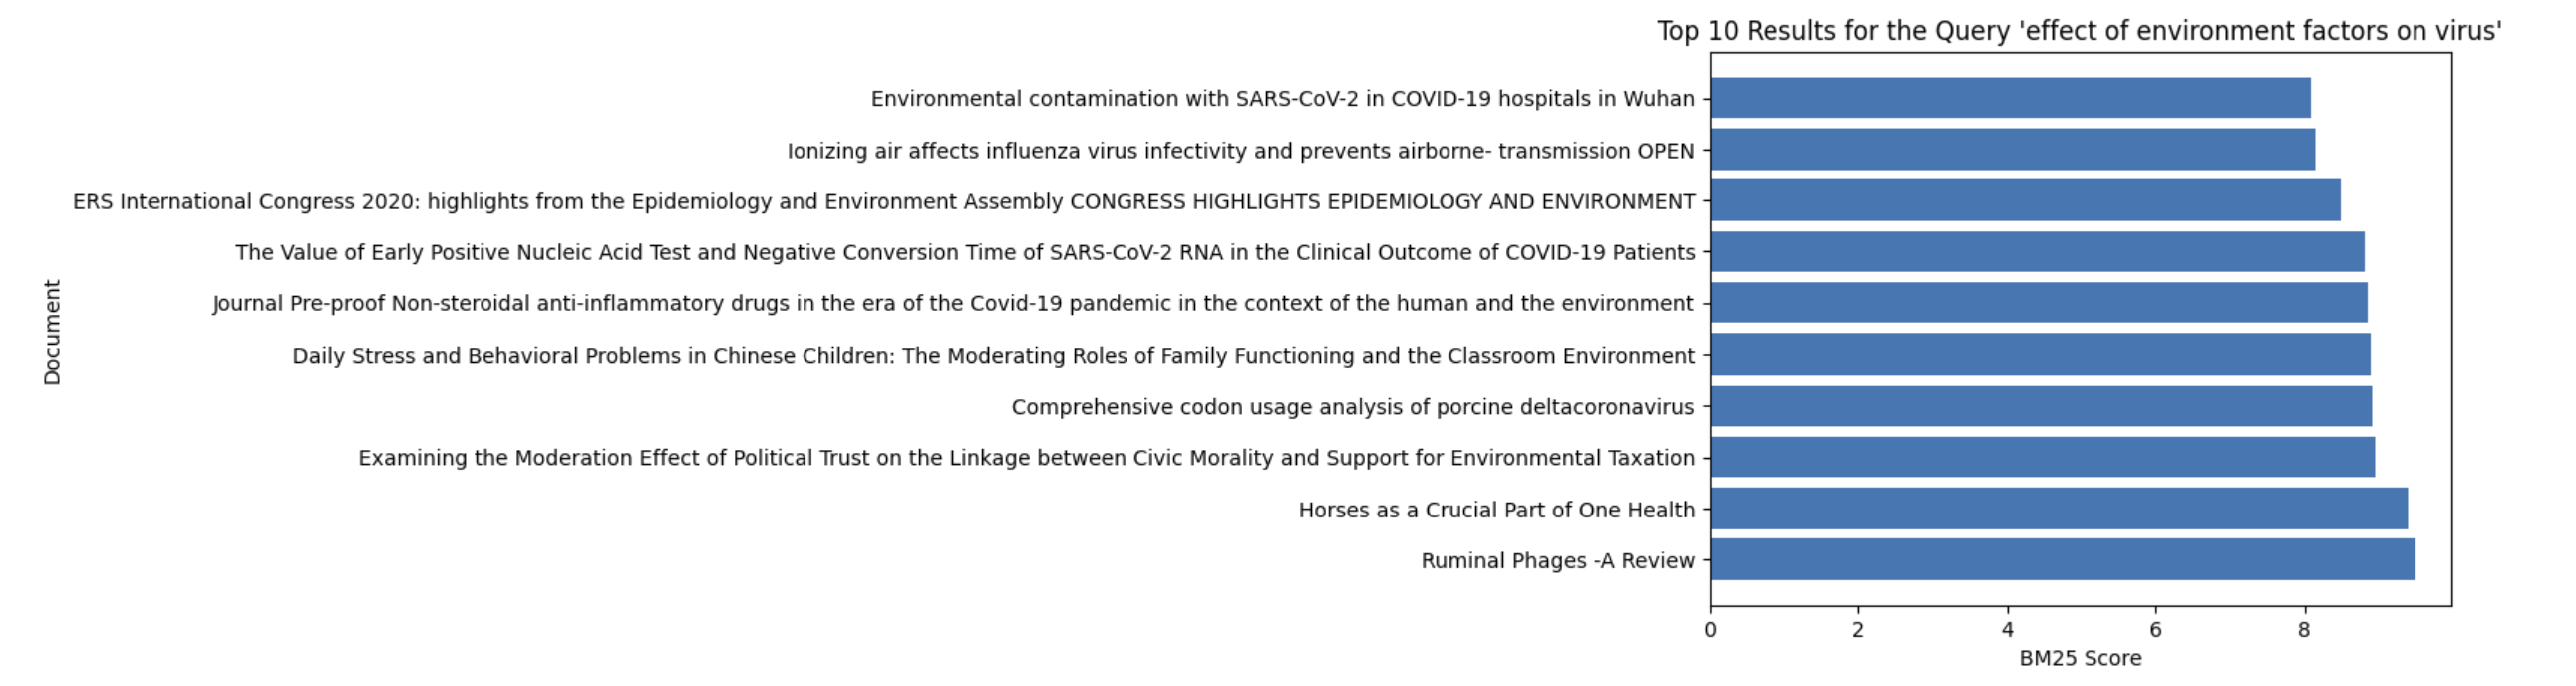 Top 10 Results for the Query 'effect of environment factors on virus'
Environmental contamination with SARS-CoV-2 in COVID-19 hospitals in Wuhan
Ionizing air affects influenza virus infectivity and prevents airborne- transmission OPEN
ERS International Congress 2020: highlights from the Epidemiology and Environment Assembly CONGRESS HIGHLIGHTS EPIDEMIOLOGY AND ENVIRONMENT
The Value of Early Positive Nucleic Acid Test and Negative Conversion Time of SARS-CoV-2 RNA in the Clinical Outcome of COVID-19 Patients
Journal Pre-proof Non-steroidal anti-inflammatory drugs in the era of the Covid-19 pandemic in the context of the human and the environment
Daily Stress and Behavioral Problems in Chinese Children: The Moderating Roles of Family Functioning and the Classroom Environment
Comprehensive codon usage analysis of porcine deltacoronavirus
Examining the Moderation Effect of Political Trust on the Linkage between Civic Morality and Support for Environmental Taxation
Horses as a Crucial Part of One Health
Ruminal Phages -A Review
Document
0 2 4 6 8
BM25 Score